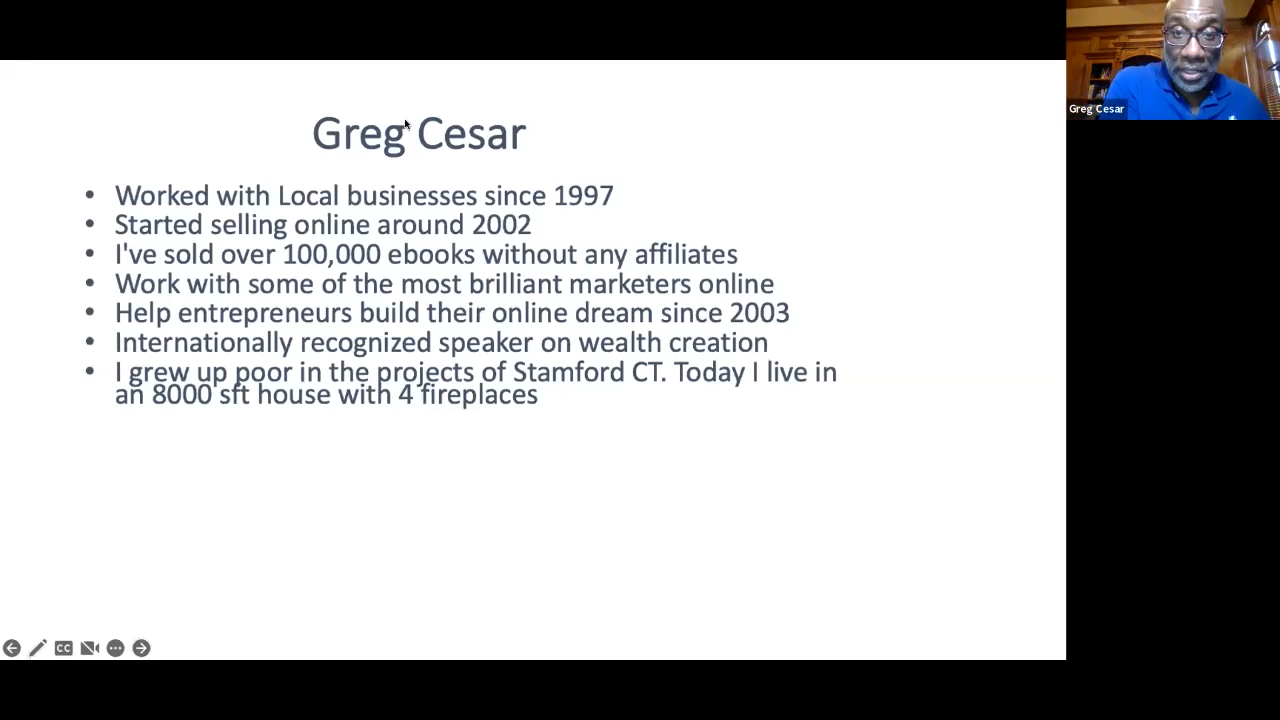 Greg Cesar
• Worked with Local businesses since 1997
• Started selling online around 2002
• I've sold over 100,000 ebooks without any affiliates
• Work with some of the most brilliant marketers online
• Help entrepreneurs build their online dream since 2003
• Internationally recognized speaker on wealth creation
• I grew up poor in the projects of Stamford CT. Today I live in
an 8000 sft house with 4 fireplaces
CC
Greg Cesar